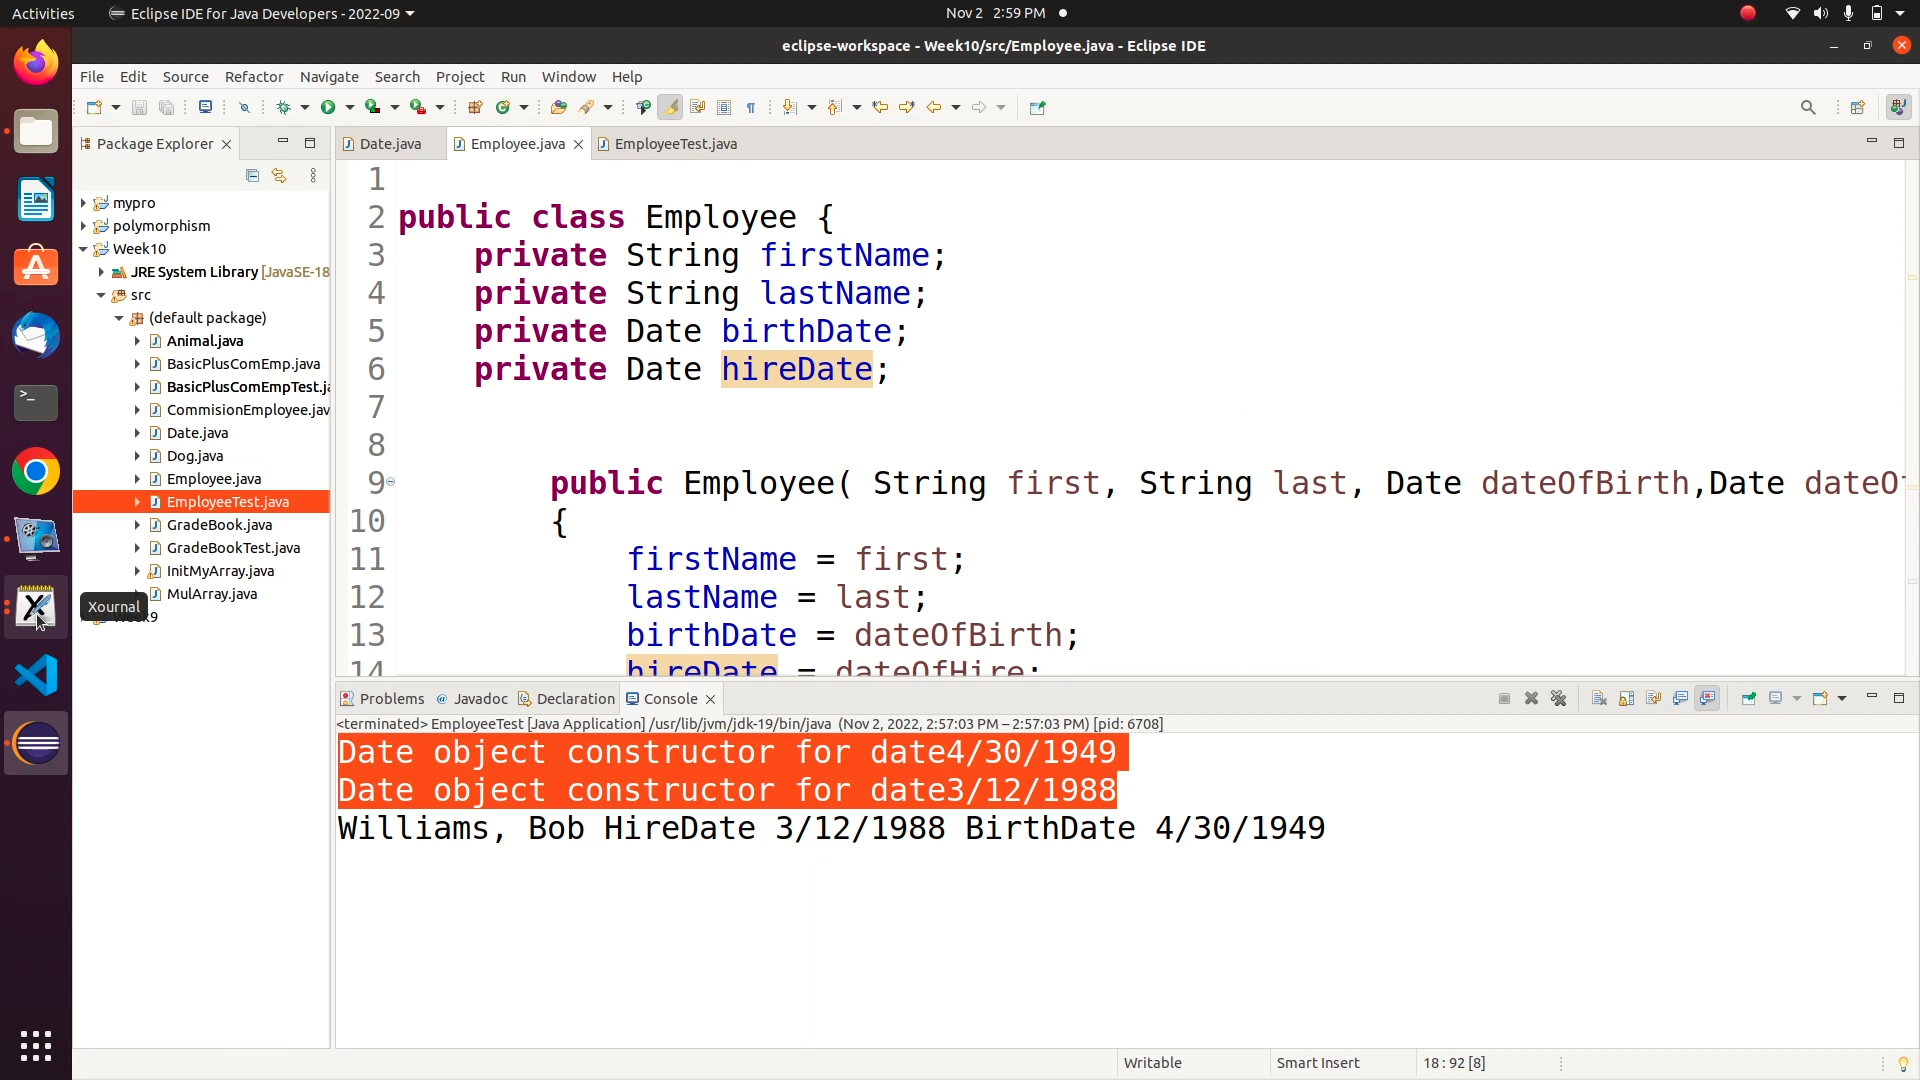 Activities
Eclipse IDE for Java Developers - 2022-09
Nov 2 2:59 PM
eclipse-workspace - Week10/src/Employee.java - Eclipse IDE
File Edit Source Refactor Navigate Search Project Run Window Help
Package Explorer
Date.java
Employee.java
EmployeeTest.java
mypro
polymorphism
Week10
JRE System Library [JavaSE-18
src
(default package)
Animal.java
BasicPlusComEmp.java
BasicPlusComEmpTest.ja
CommisionEmployee.jav
Date.java
Dog.java
Employee.java
EmployeeTest.java
GradeBook.java
GradeBookTest.java
InitMyArray.java
MulArray.java
Xournal
Week9
1
2 public class Employee {
3 private String firstName;
4 private String lastName;
5 private Date birthDate;
6 private Date hireDate;
7
8
9 public Employee( String first, String last, Date dateOfBirth,Date dateOf
10 {
11 firstName = first;
12 lastName = last;
13 birthDate = dateOfBirth;
14 hireDate = dateOfHire;
Problems
Javadoc
Declaration
Console
<terminated> EmployeeTest [Java Application] /usr/lib/jvm/jdk-19/bin/java (Nov 2, 2022, 2:57:03 PM – 2:57:03 PM) [pid: 6708]
Date object constructor for date4/30/1949
Date object constructor for date3/12/1988
Williams, Bob HireDate 3/12/1988 BirthDate 4/30/1949
Writable
Smart Insert
18 : 92 [8]